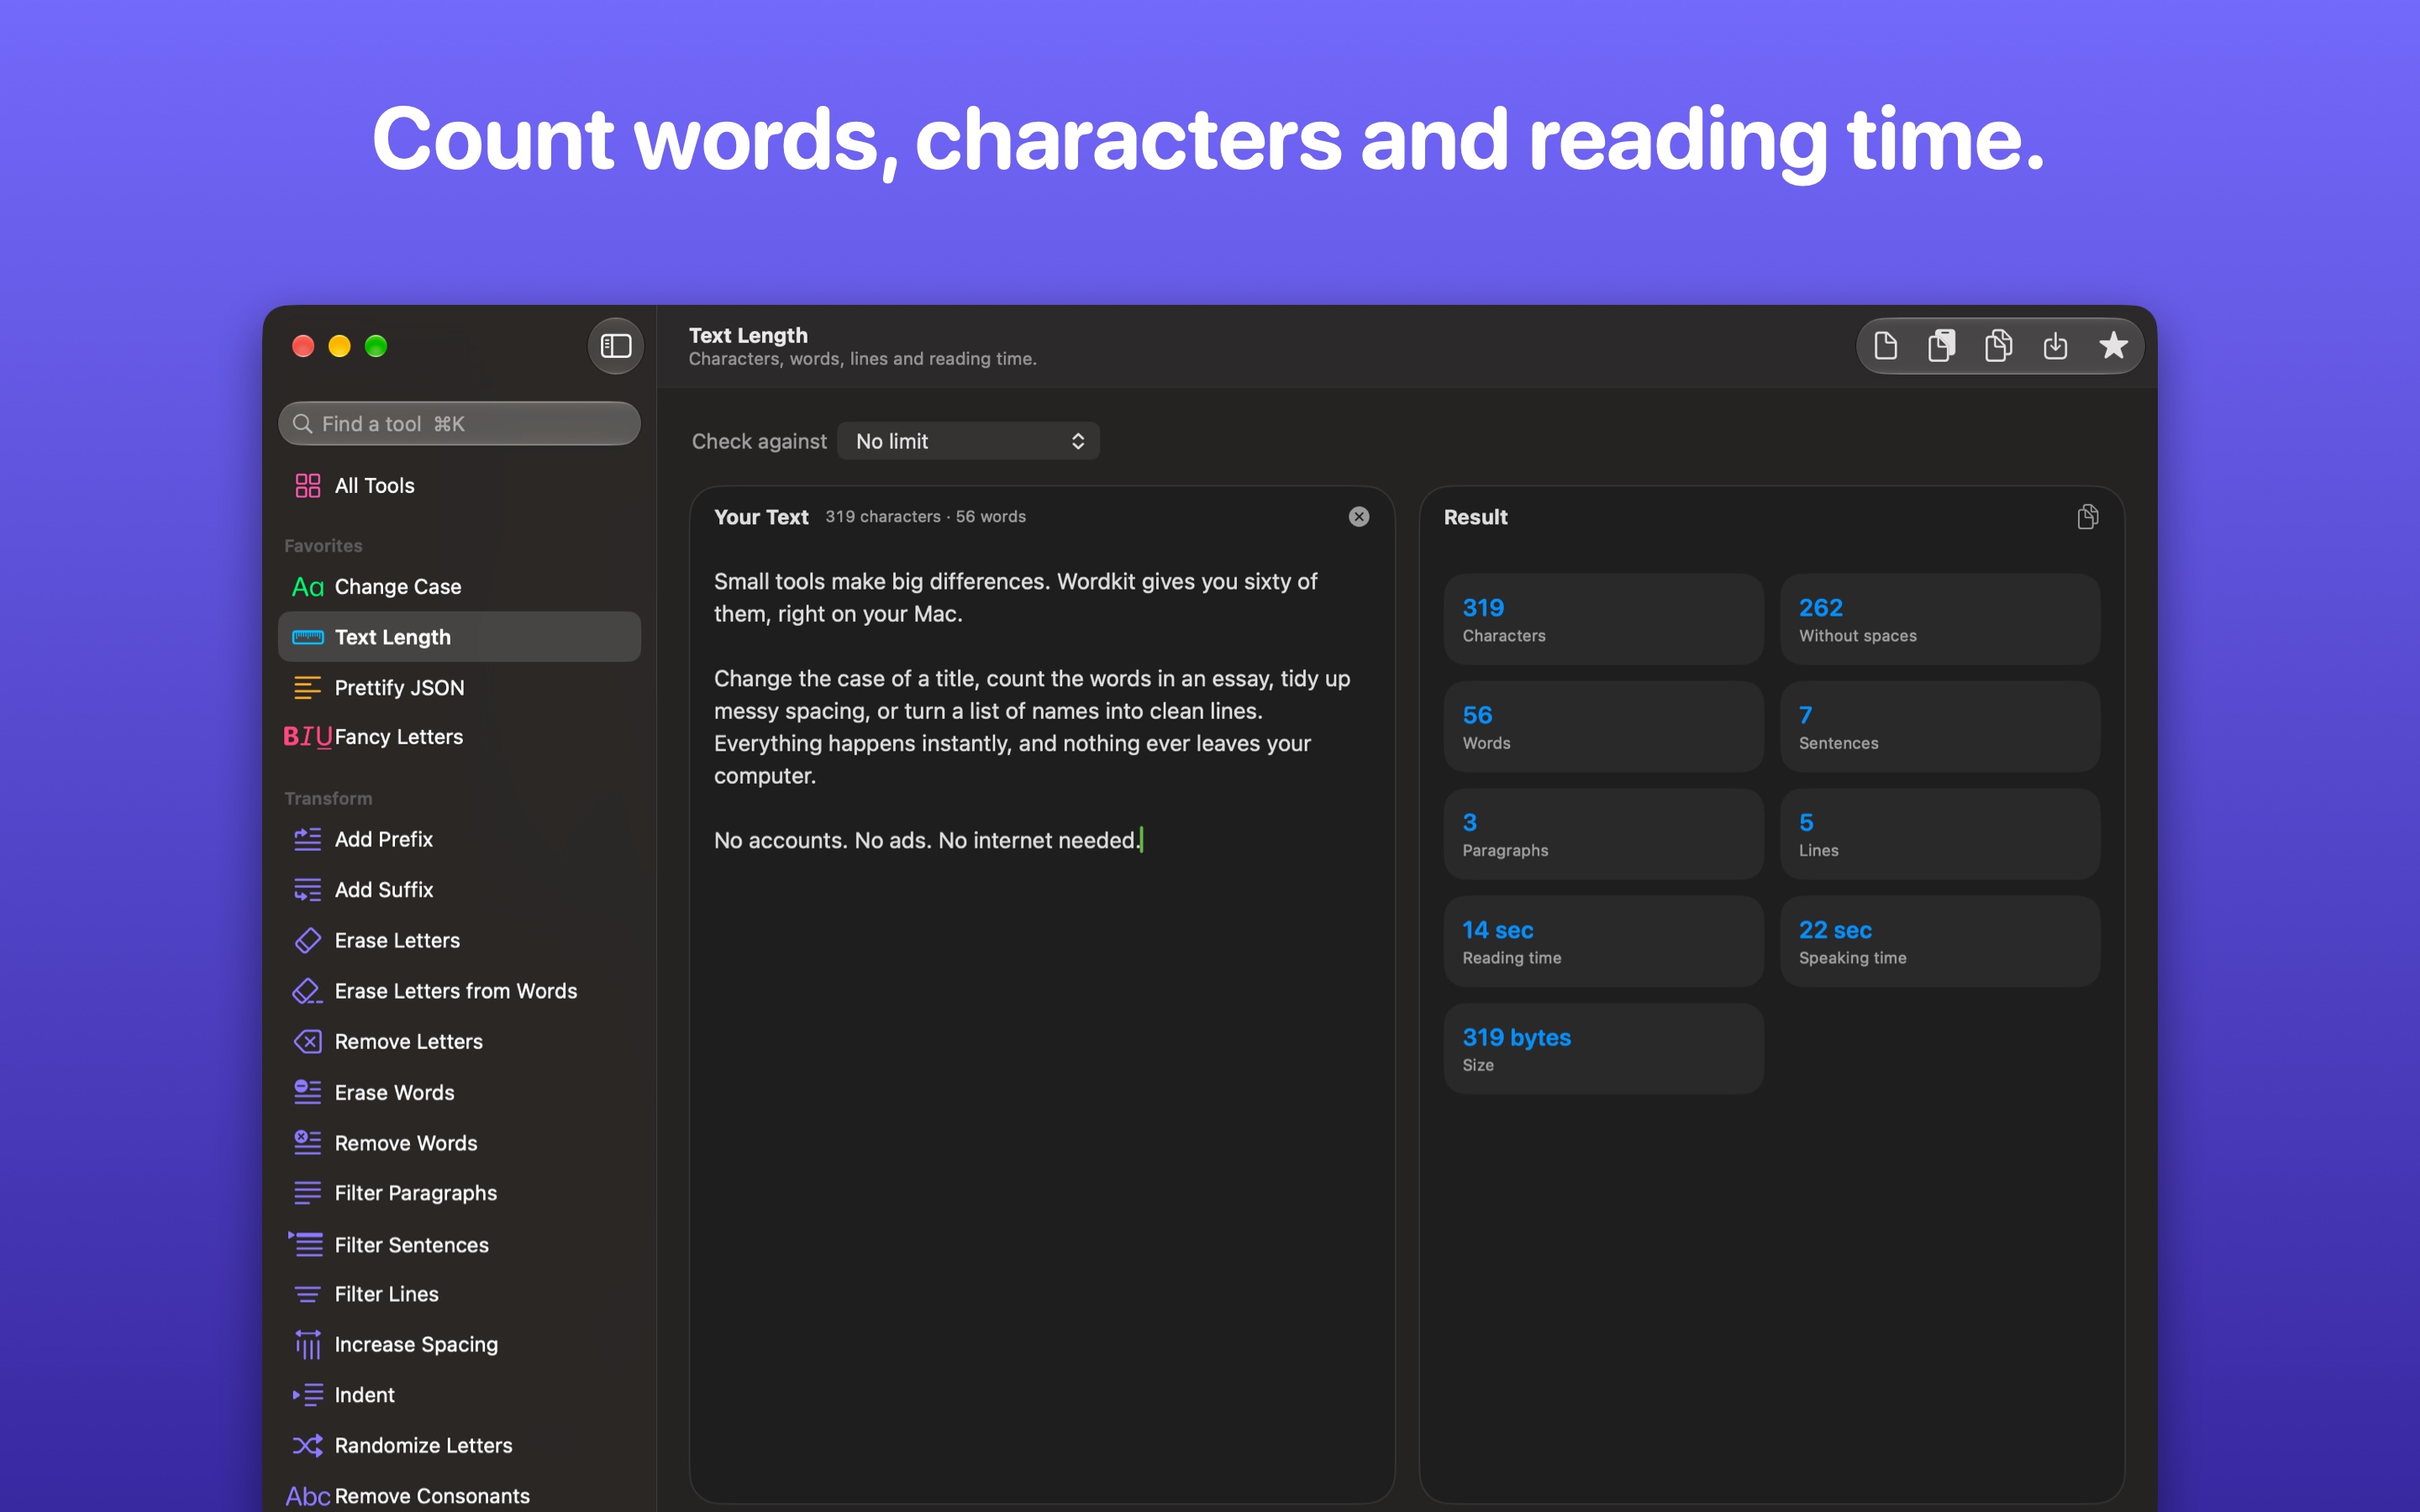 Count words, characters and reading time.
Text Length
Characters, words, lines and reading time.
Find a tool ⌘K
All Tools
Favorites
Aa Change Case
Text Length
Prettify JSON
BIU Fancy Letters
Transform
Add Prefix
Add Suffix
Erase Letters
Erase Letters from Words
Remove Letters
Erase Words
Remove Words
Filter Paragraphs
Filter Sentences
Filter Lines
Increase Spacing
Indent
Randomize Letters
Abc Remove Consonants
Check against No limit
Your Text 319 characters · 56 words
Small tools make big differences. Wordkit gives you sixty of
them, right on your Mac.
Change the case of a title, count the words in an essay, tidy up
messy spacing, or turn a list of names into clean lines.
Everything happens instantly, and nothing ever leaves your
computer.
No accounts. No ads. No internet needed.
Result
319
Characters
262
Without spaces
56
Words
7
Sentences
3
Paragraphs
5
Lines
14 sec
Reading time
22 sec
Speaking time
319 bytes
Size